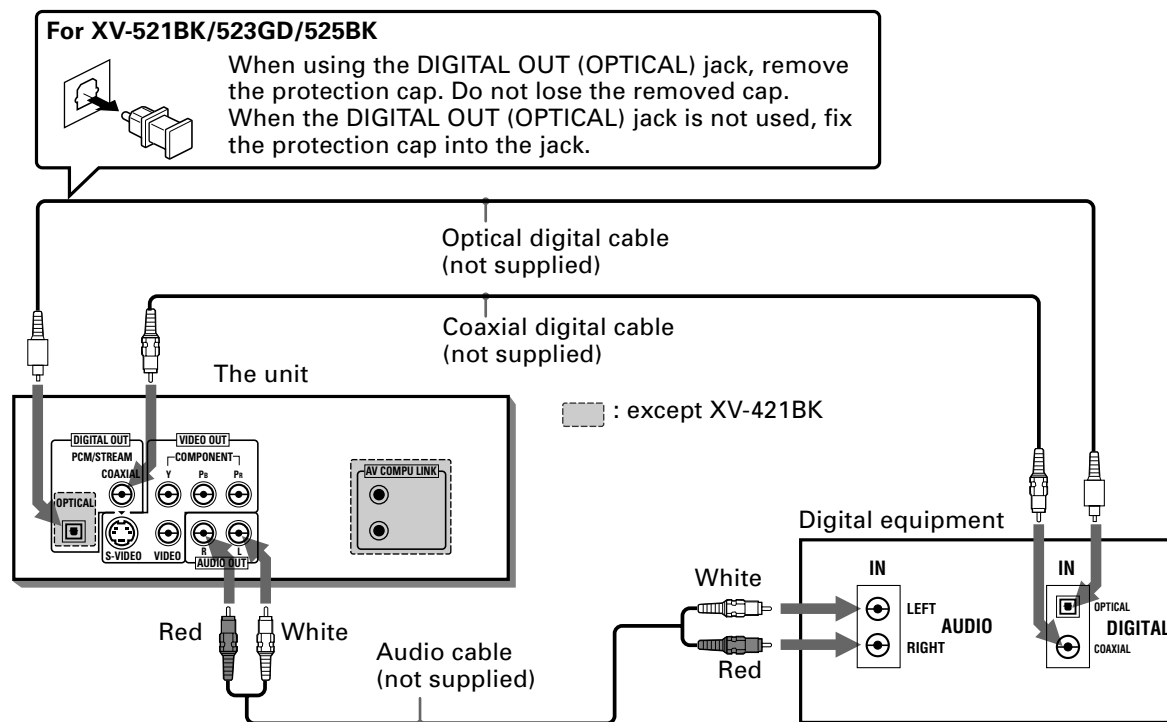 For XV-521BK/523GD/525BK
When using the DIGITAL OUT (OPTICAL) jack, remove
the protection cap. Do not lose the removed cap.
When the DIGITAL OUT (OPTICAL) jack is not used, fix
the protection cap into the jack.
Optical digital cable
(not supplied)
Coaxial digital cable
(not supplied)
The unit
: except XV-421BK
DIGITAL OUT
PCM/STREAM
COAXIAL
OPTICAL
VIDEO OUT
COMPONENT
Y PB PR
S-VIDEO VIDEO
R L
AUDIO OUT
AV COMPU LINK
Digital equipment
IN
LEFT
RIGHT
AUDIO
IN
OPTICAL
COAXIAL
DIGITAL
White
Red
Red
White
Audio cable
(not supplied)